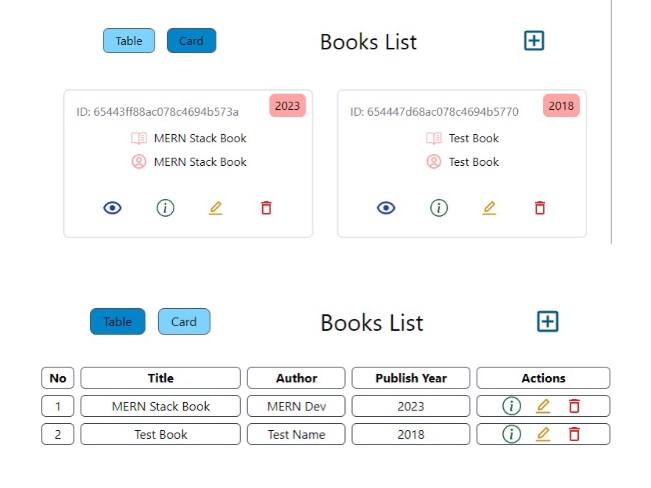 Table Card Books List
ID: 65443ff88ac078c4694b573a 2023
MERN Stack Book
MERN Stack Book
ID: 654447d68ac078c4694b5770 2018
Test Book
Test Book
Table Card Books List
No Title Author Publish Year Actions
1 MERN Stack Book MERN Dev 2023
2 Test Book Test Name 2018